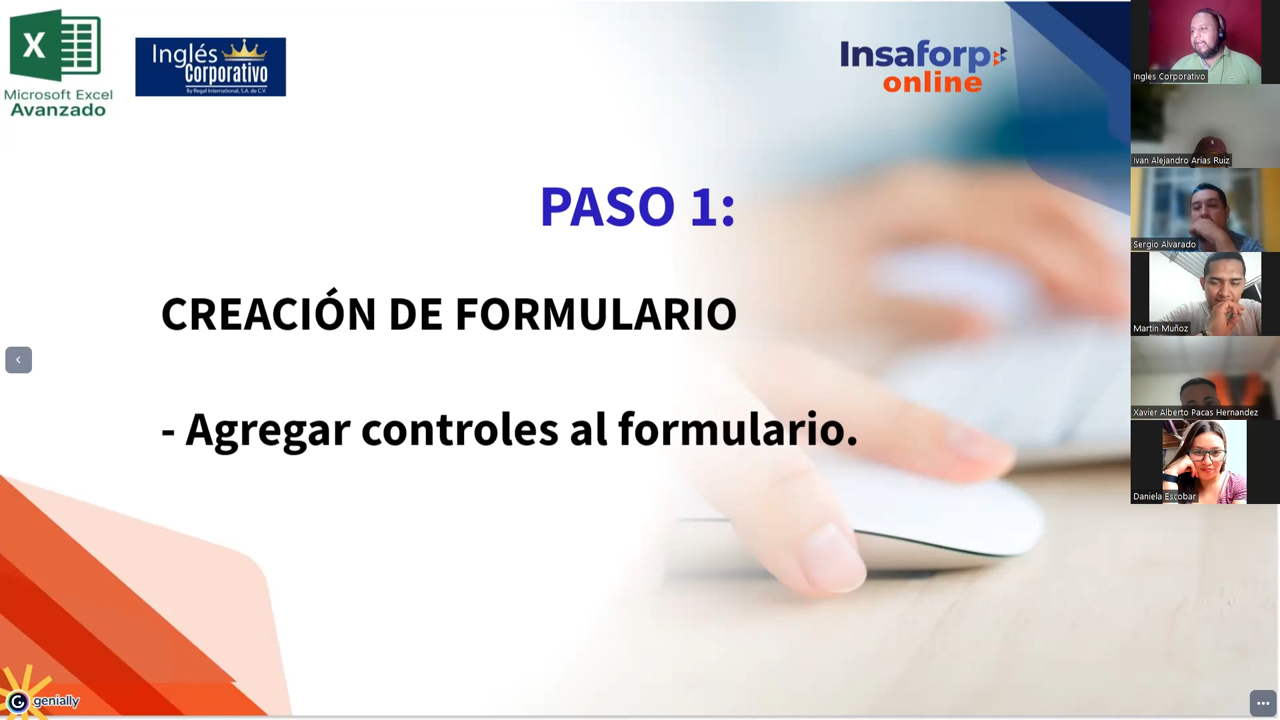 X
Microsoft Excel
Avanzado
Inglés
Corporativo
By Regal International, S.A. de C.V.
Insaforp
online
PASO 1:
CREACIÓN DE FORMULARIO
- Agregar controles al formulario.
genially
Ingles Corporativo
Ivan Alejandro Arias Ruiz
Sergio Alvarado
Martin Muñoz
Xavier Alberto Pacas Hernandez
Daniela Escobar